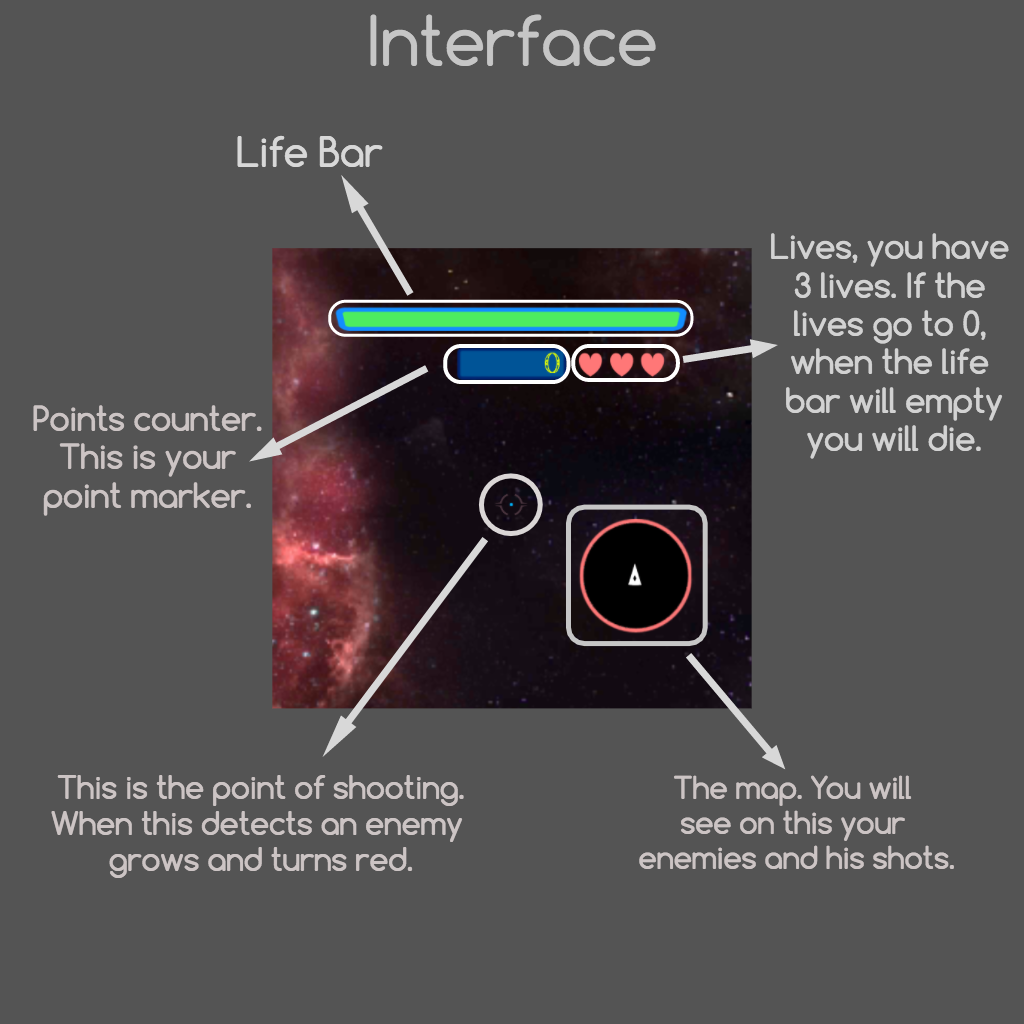 Interface
Life Bar
Lives, you have
3 lives. If the
lives go to 0,
when the life
bar will empty
you will die.
0
Points counter.
This is your
point marker.
This is the point of shooting.
When this detects an enemy
grows and turns red.
The map. You will
see on this your
enemies and his shots.